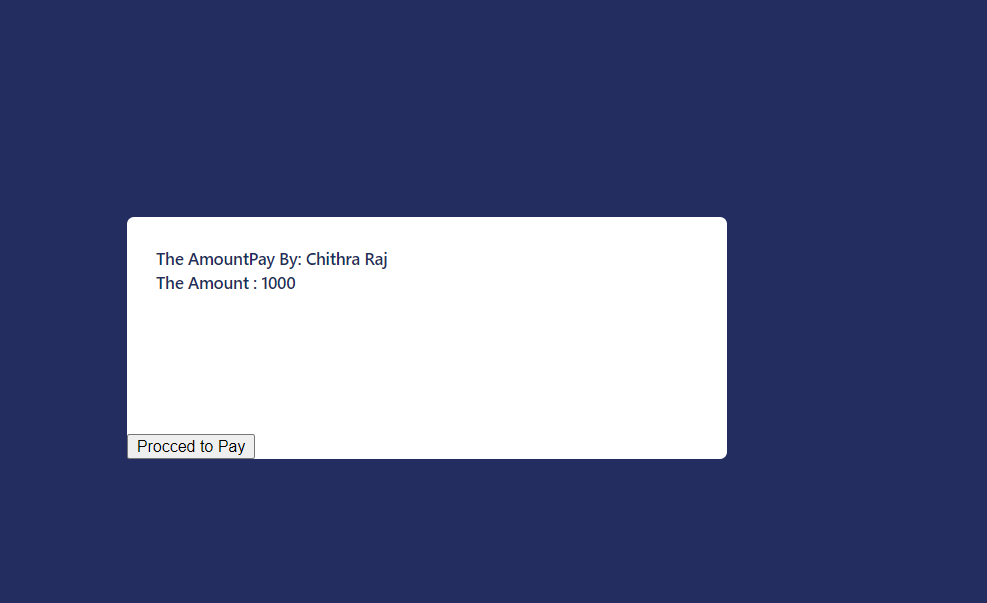 The AmountPay By: Chithra Raj
The Amount : 1000
Procced to Pay